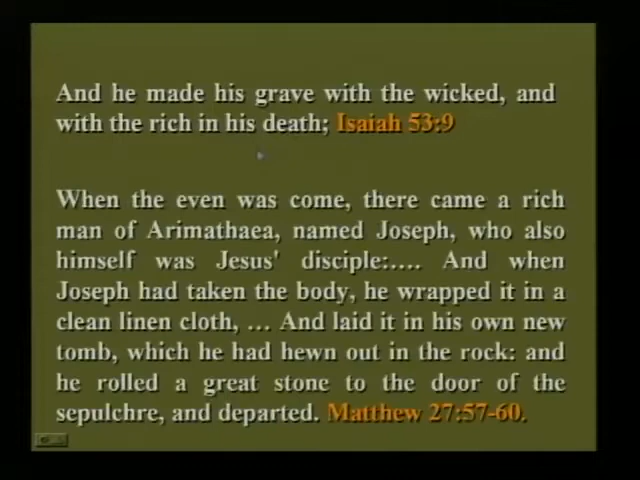 And he made his grave with the wicked, and
with the rich in his death; Isaiah 53:9
When the even was come, there came a rich
man of Arimathaea, named Joseph, who also
himself was Jesus' disciple:.... And when
Joseph had taken the body, he wrapped it in a
clean linen cloth, ... And laid it in his own new
tomb, which he had hewn out in the rock: and
he rolled a great stone to the door of the
sepulchre, and departed. Matthew 27:57-60.